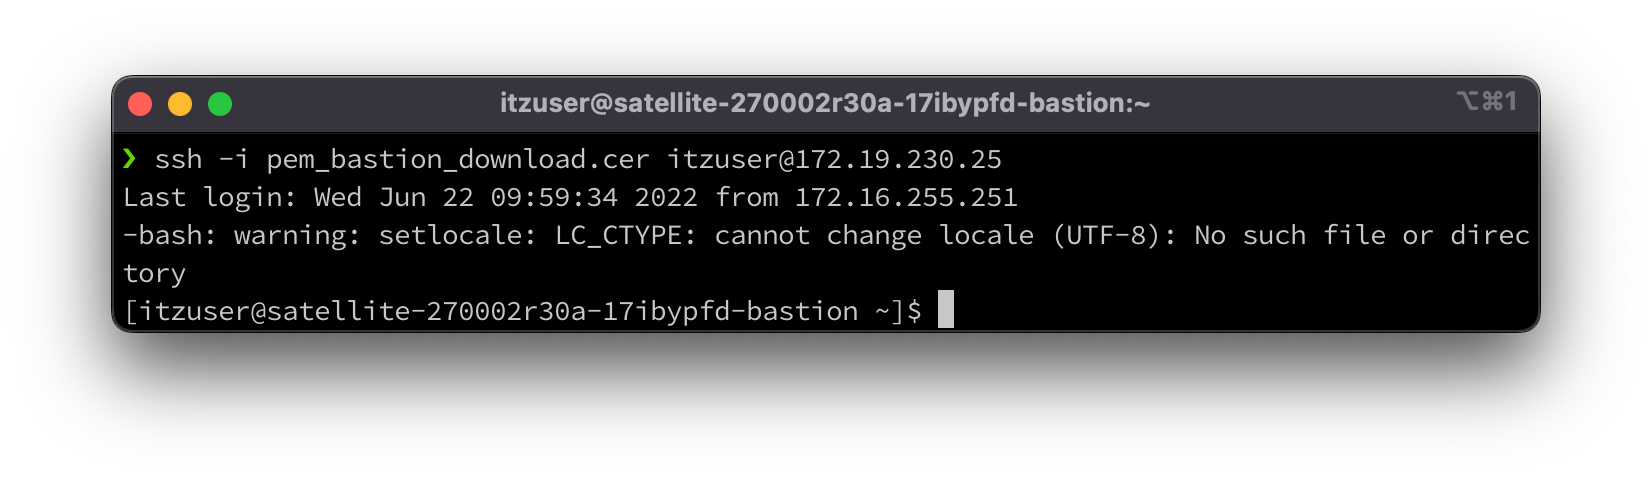 itzuser@satellite-270002r30a-17ibypfd-bastion:~ ⌥⌘1
❯ ssh -i pem_bastion_download.cer itzuser@172.19.230.25
Last login: Wed Jun 22 09:59:34 2022 from 172.16.255.251
-bash: warning: setlocale: LC_CTYPE: cannot change locale (UTF-8): No such file or direc
tory
[itzuser@satellite-270002r30a-17ibypfd-bastion ~]$